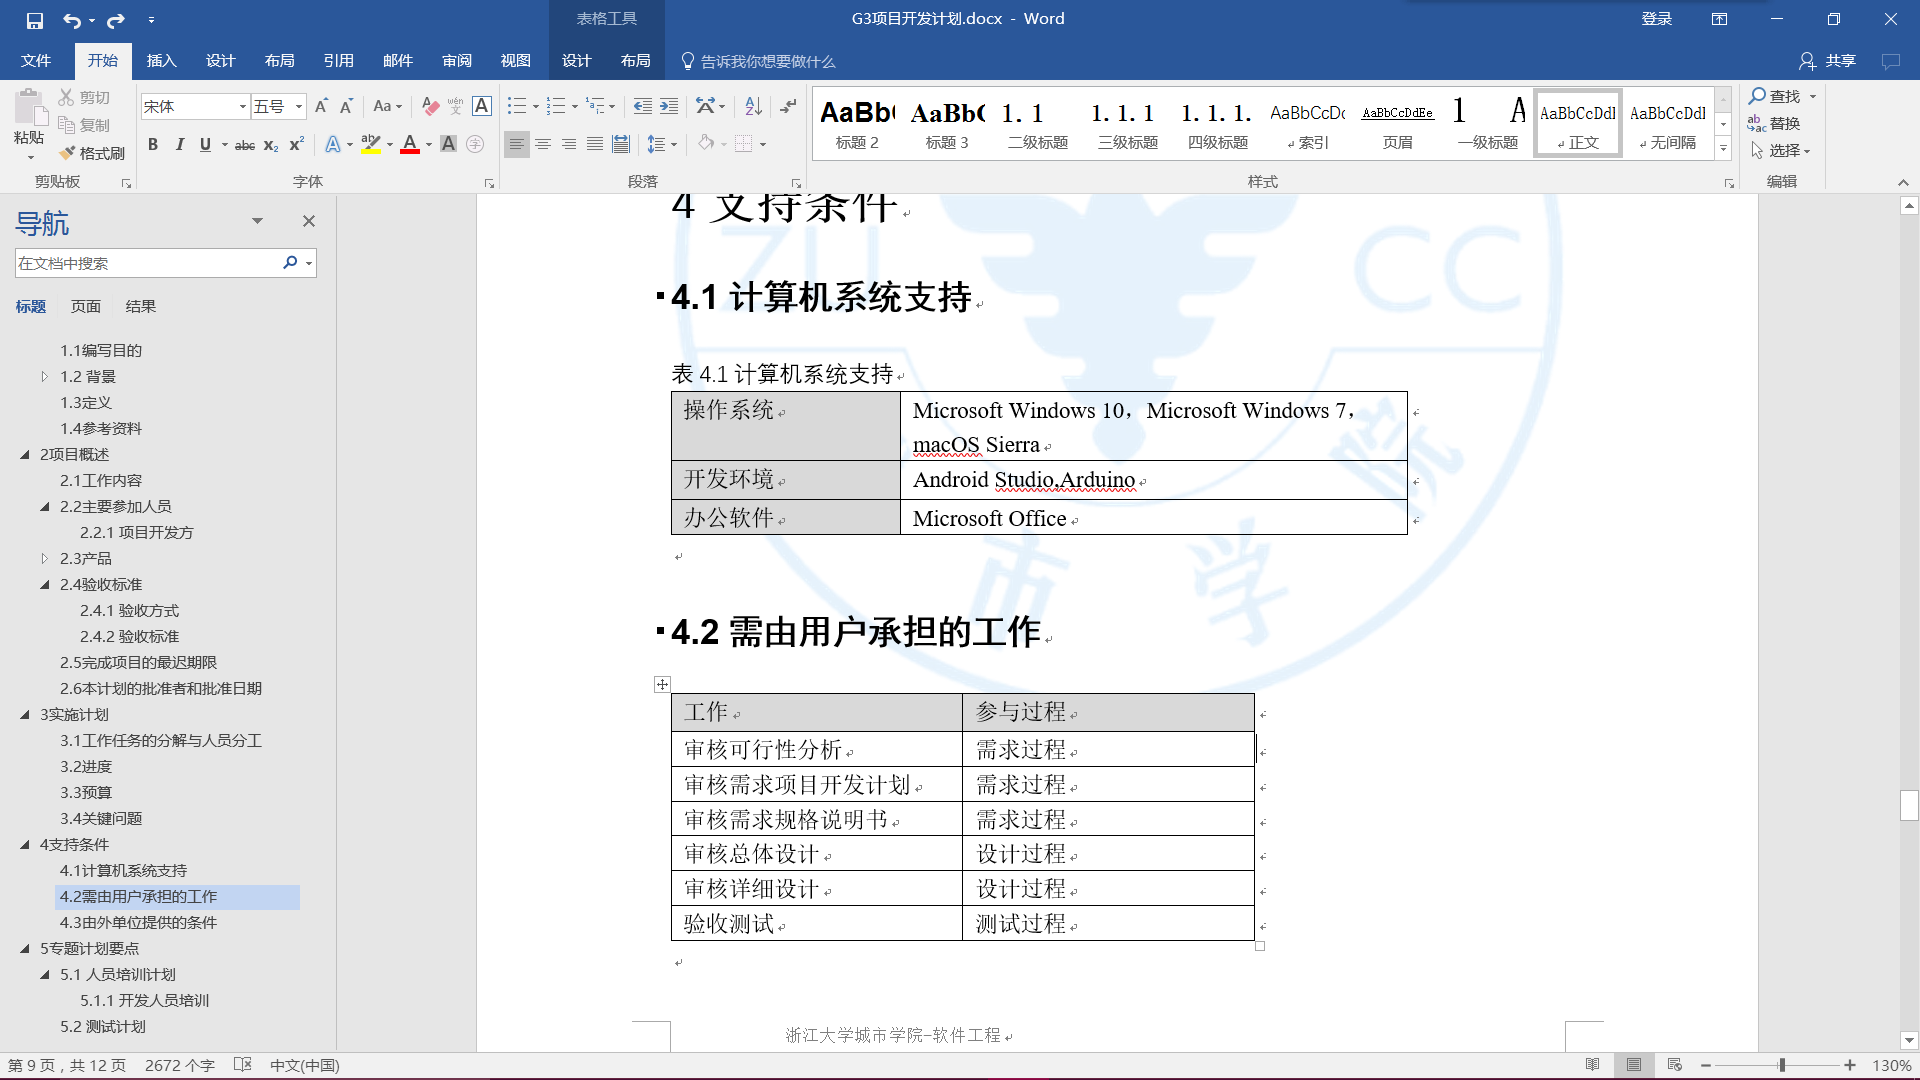 表格工具
G3项目开发计划.docx - Word
登录
文件 开始 插入 设计 布局 引用 邮件 审阅 视图 设计 布局 告诉我你想要做什么 共享
粘贴 剪切 复制 格式刷
宋体 五号
标题 2 标题 3 二级标题 三级标题 四级标题 索引 页眉 一级标题 正文 无间隔
查找 替换 选择
剪贴板 字体 段落 样式 编辑
导航
在文档中搜索
标题 页面 结果
1.1编写目的
1.2 背景
1.3定义
1.4参考资料
2项目概述
2.1工作内容
2.2主要参加人员
2.2.1 项目开发方
2.3产品
2.4验收标准
2.4.1 验收方式
2.4.2 验收标准
2.5完成项目的最迟期限
2.6本计划的批准者和批准日期
3实施计划
3.1工作任务的分解与人员分工
3.2进度
3.3预算
3.4关键问题
4支持条件
4.1计算机系统支持
4.2需由用户承担的工作
4.3由外单位提供的条件
5专题计划要点
5.1 人员培训计划
5.1.1 开发人员培训
5.2 测试计划
4 支持条件
4.1 计算机系统支持
表 4.1 计算机系统支持
操作系统 Microsoft Windows 10，Microsoft Windows 7，
macOS Sierra
开发环境 Android Studio,Arduino
办公软件 Microsoft Office
4.2 需由用户承担的工作
工作 参与过程
审核可行性分析 需求过程
审核需求项目开发计划 需求过程
审核需求规格说明书 需求过程
审核总体设计 设计过程
审核详细设计 设计过程
验收测试 测试过程
浙江大学城市学院-软件工程
ZU CC
市学院
第 9 页，共 12 页 2672 个字 中文(中国) 130%